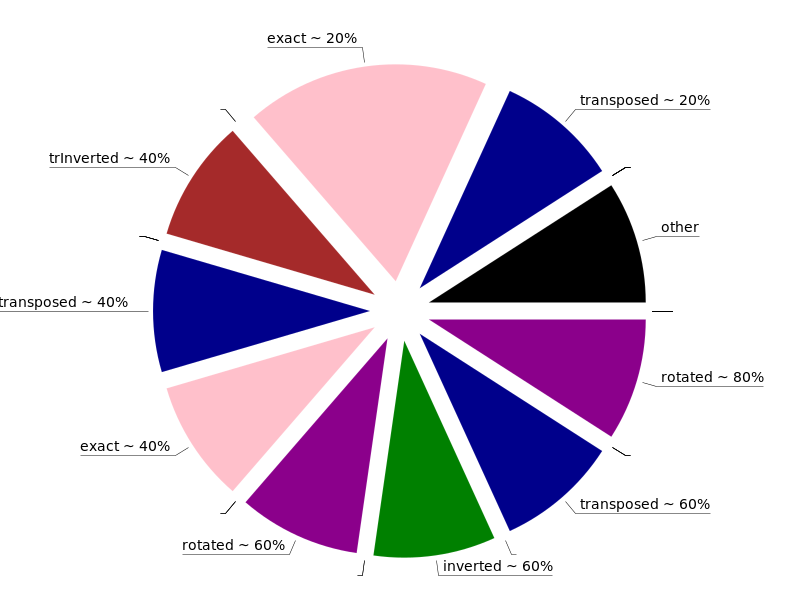 exact ~ 20%
transposed ~ 20%
trInverted ~ 40%
other
transposed ~ 40%
rotated ~ 80%
exact ~ 40%
transposed ~ 60%
rotated ~ 60%
inverted ~ 60%